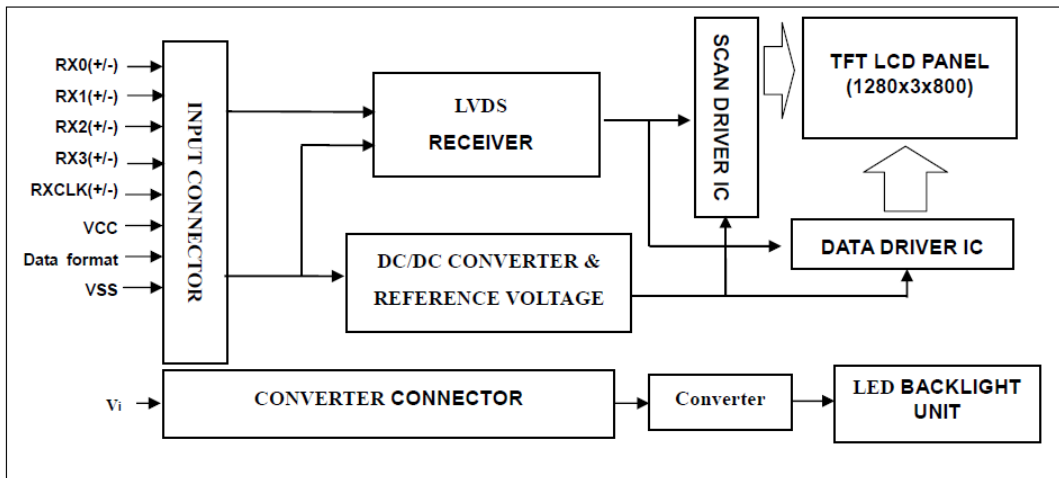 RX0(+/-)
RX1(+/-)
RX2(+/-)
RX3(+/-)
RXCLK(+/-)
VCC
Data format
VSS
INPUT CONNECTOR
LVDS
RECEIVER
DC/DC CONVERTER &
REFERENCE VOLTAGE
SCAN DRIVER IC
TFT LCD PANEL
(1280x3x800)
DATA DRIVER IC
Vi
CONVERTER CONNECTOR
Converter
LED BACKLIGHT
UNIT